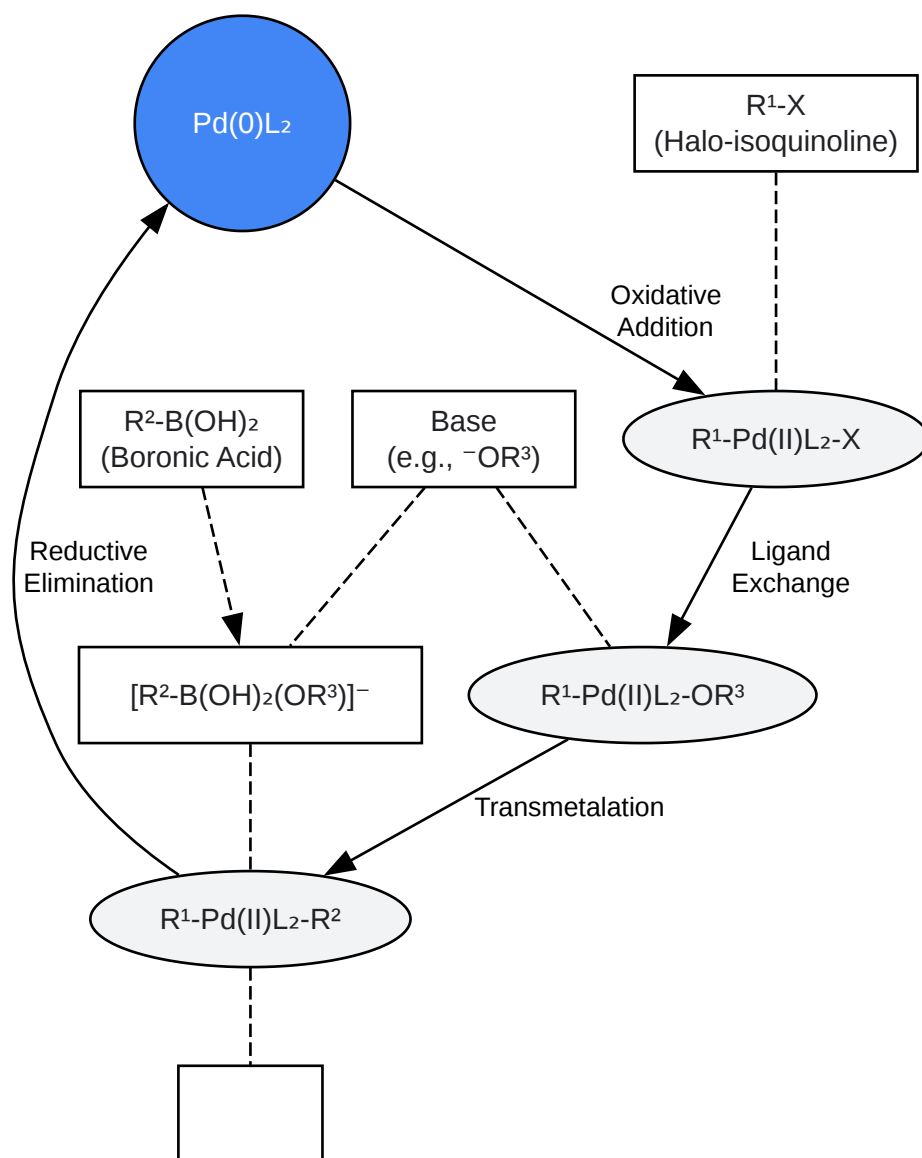 Pd(0)L₂
R¹-X
(Halo-isoquinoline)
Oxidative
Addition
R²-B(OH)₂
(Boronic Acid)
Base
(e.g., ⁻OR³)
R¹-Pd(II)L₂-X
Reductive
Elimination
Ligand
Exchange
[R²-B(OH)₂(OR³)]⁻
R¹-Pd(II)L₂-OR³
Transmetalation
R¹-Pd(II)L₂-R²